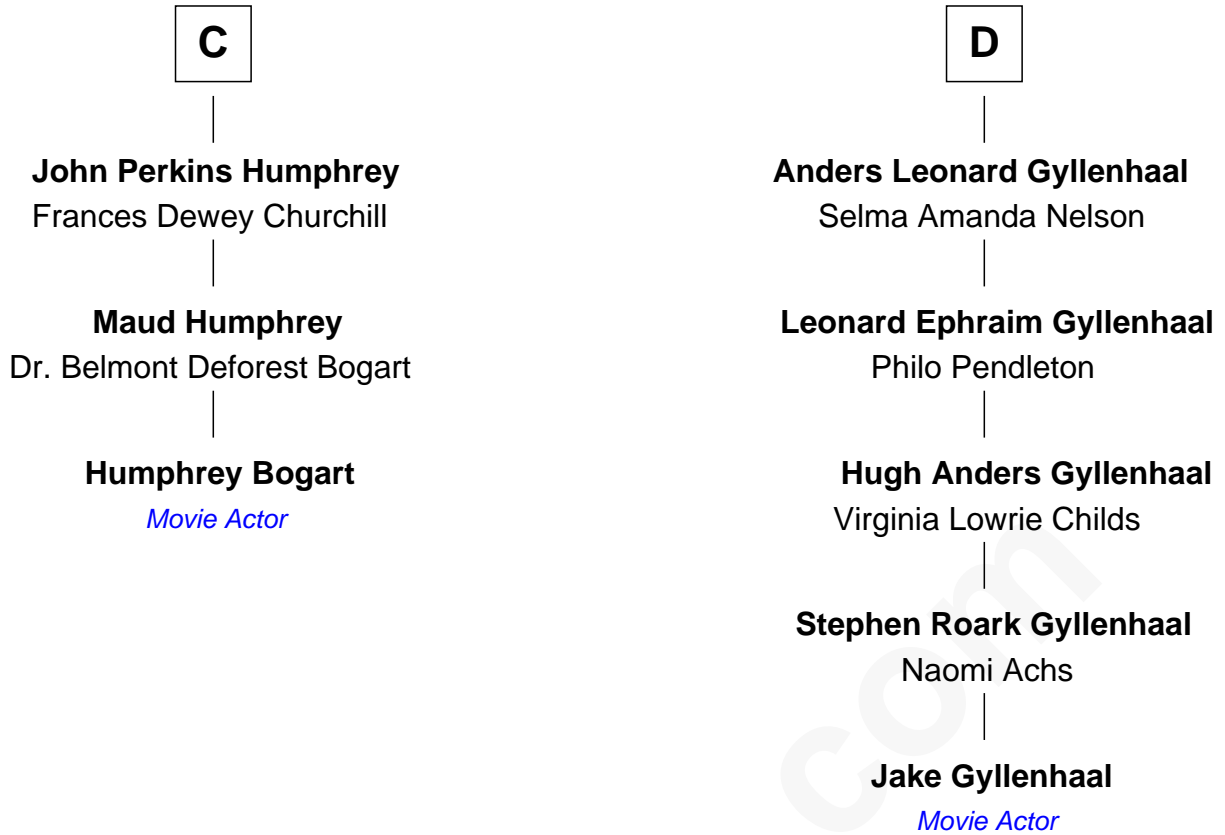 C
John Perkins Humphrey
Frances Dewey Churchill
Maud Humphrey
Dr. Belmont Deforest Bogart
Humphrey Bogart
Movie Actor
D
Anders Leonard Gyllenhaal
Selma Amanda Nelson
Leonard Ephraim Gyllenhaal
Philo Pendleton
Hugh Anders Gyllenhaal
Virginia Lowrie Childs
Stephen Roark Gyllenhaal
Naomi Achs
Jake Gyllenhaal
Movie Actor
com